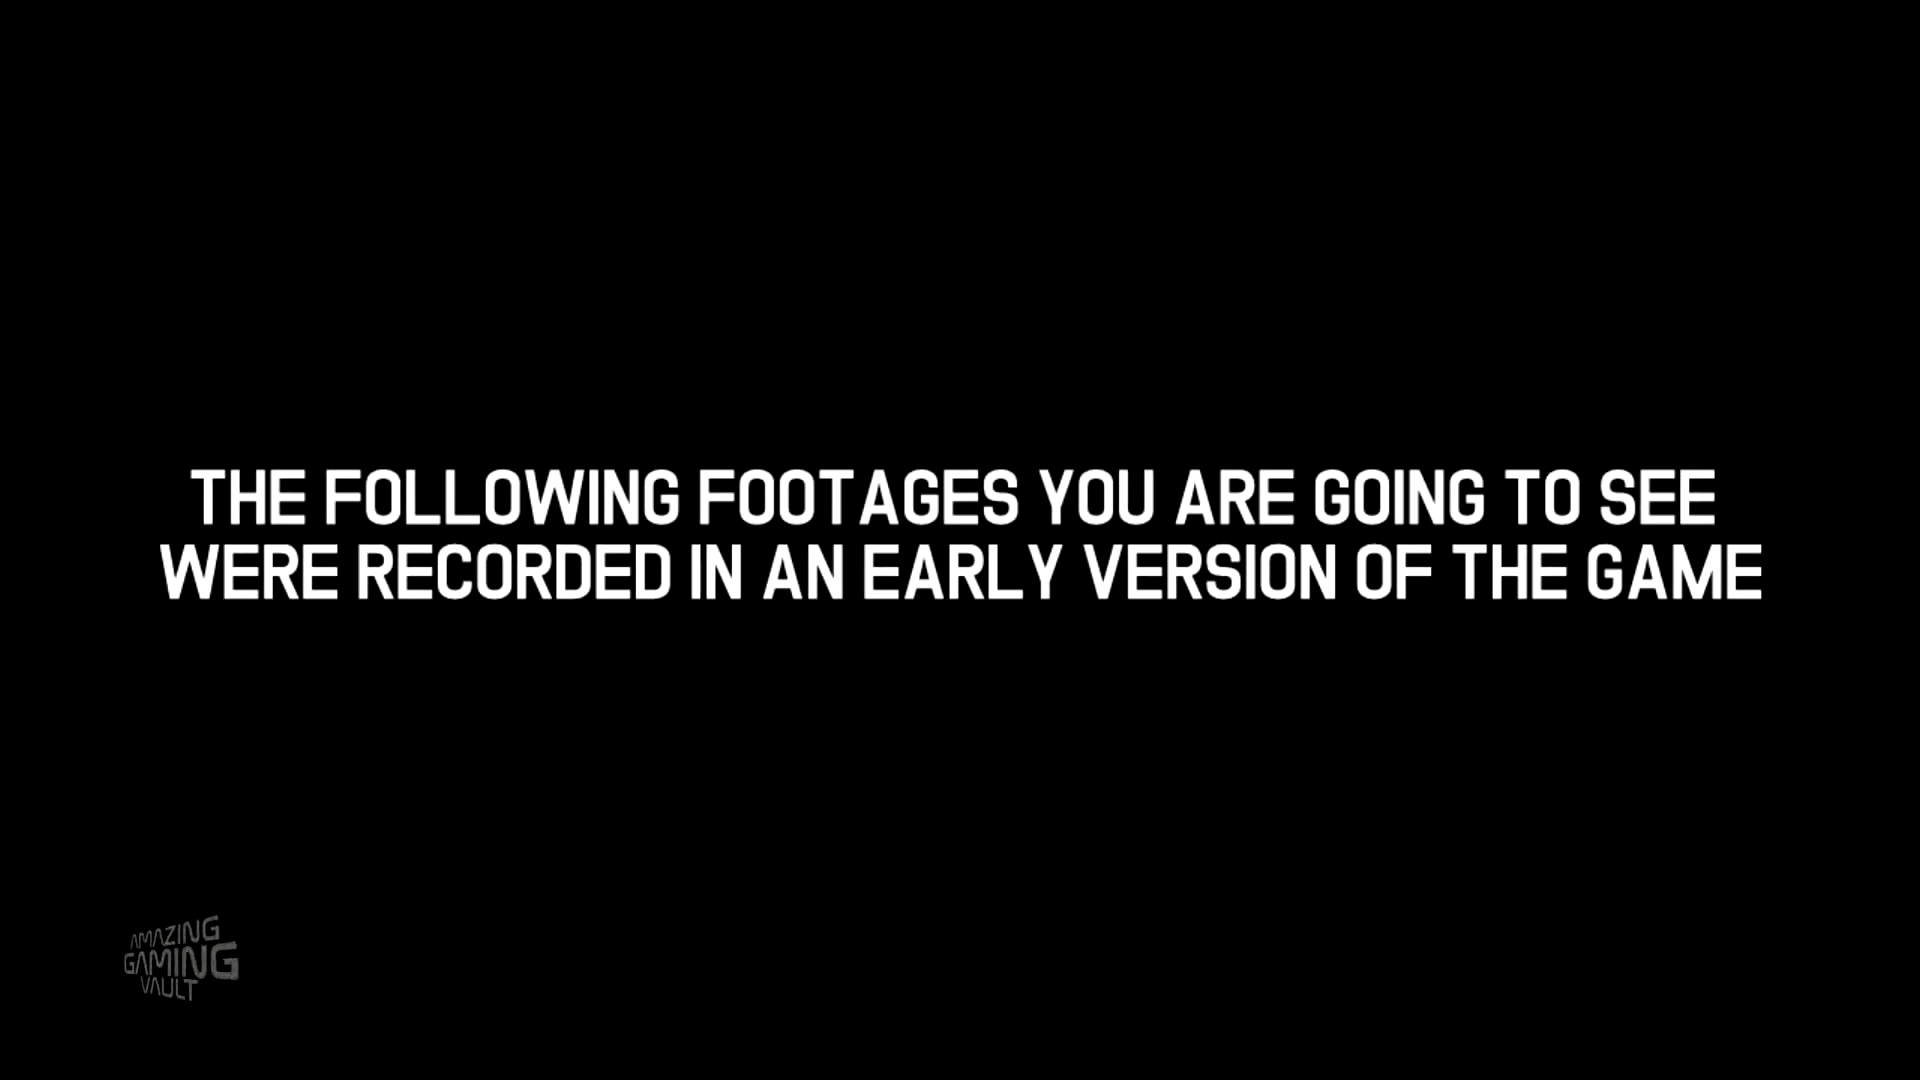 THE FOLLOWING FOOTAGES YOU ARE GOING TO SEE
WERE RECORDED IN AN EARLY VERSION OF THE GAME
AMAZING
GAMING
VAULT